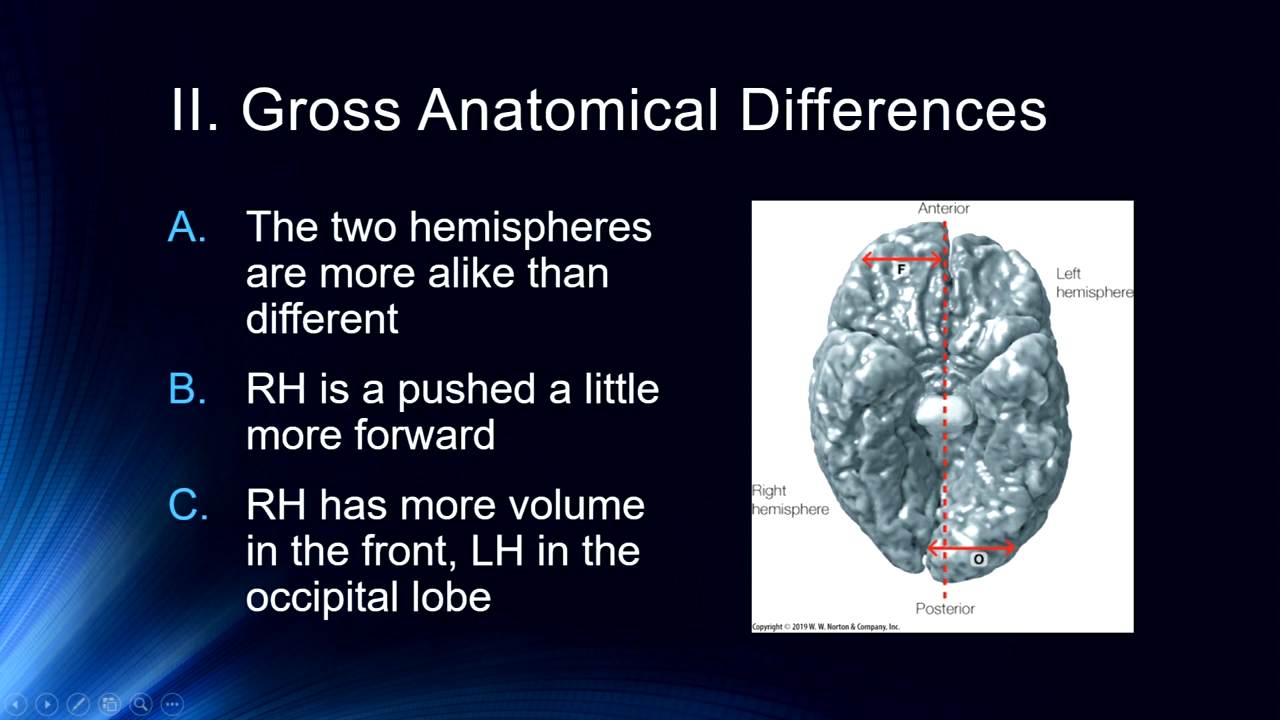 II. Gross Anatomical Differences
A. The two hemispheres
are more alike than
different
B. RH is a pushed a little
more forward
C. RH has more volume
in the front, LH in the
occipital lobe
Anterior
F
Left
hemisphere
Right
hemisphere
O
Posterior
Copyright © 2019 W. W. Norton & Company, Inc.